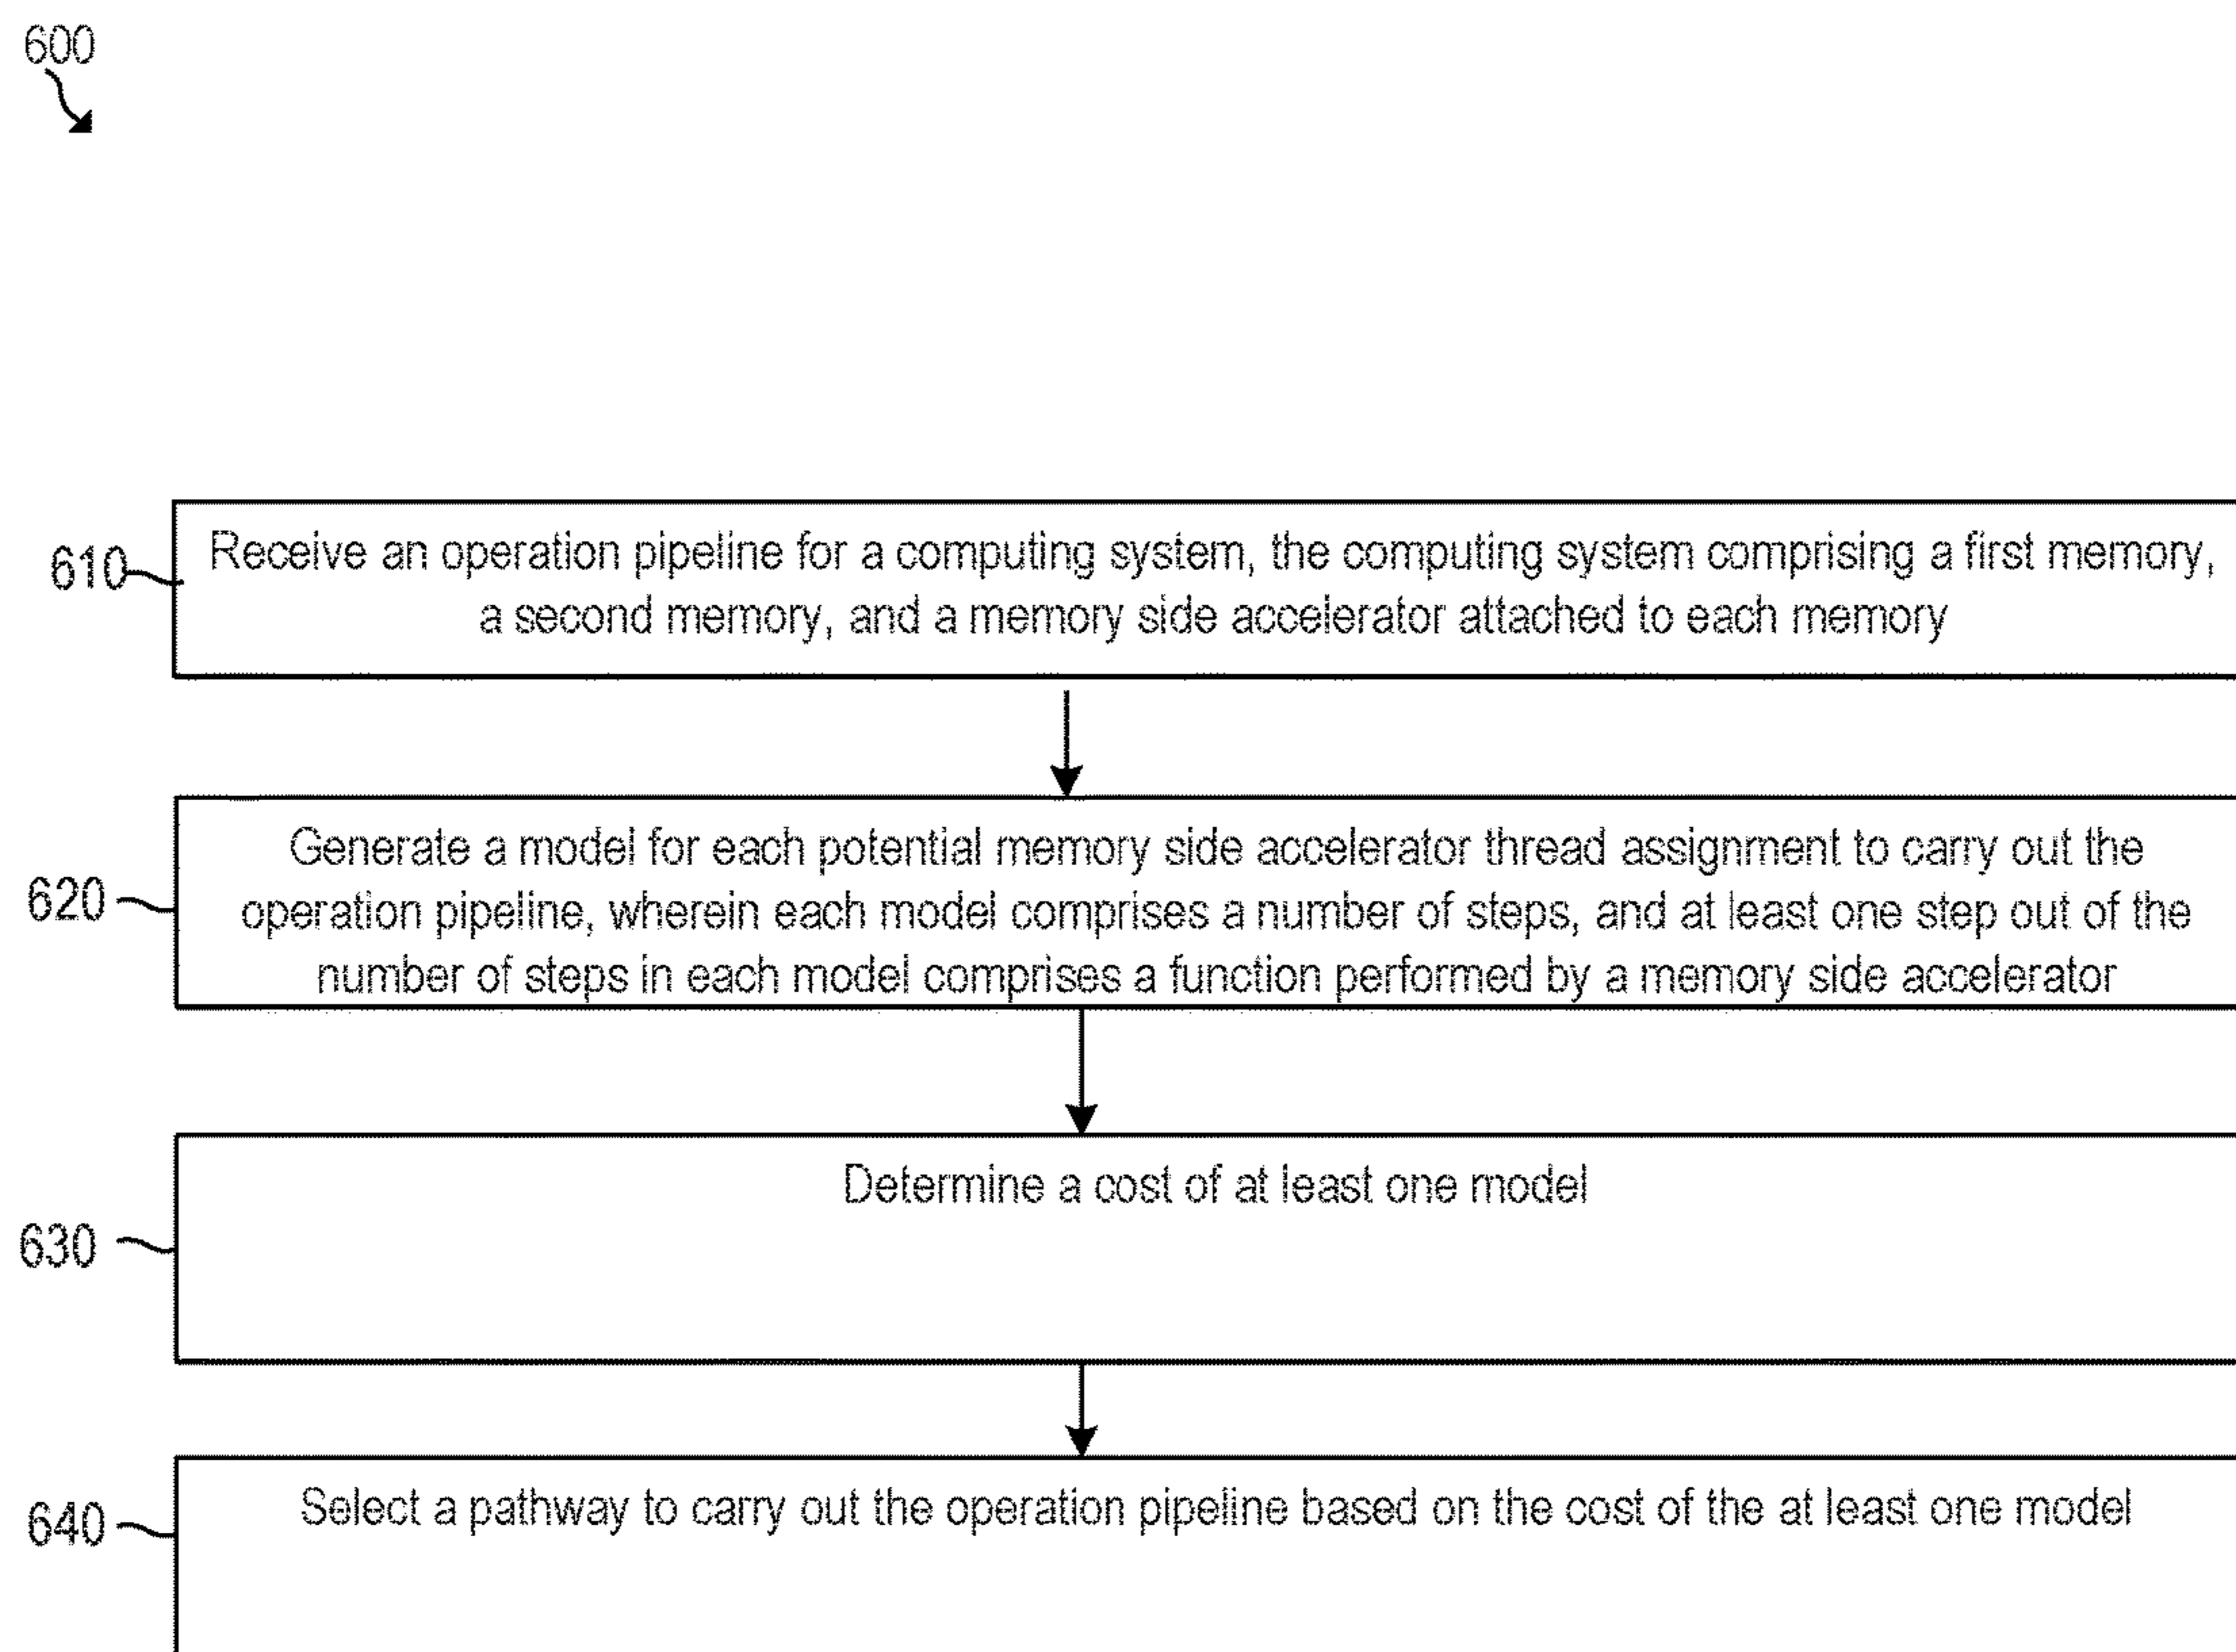 600
610
Receive an operation pipeline for a computing system, the computing system comprising a first memory,
a second memory, and a memory side accelerator attached to each memory
620
Generate a model for each potential memory side accelerator thread assignment to carry out the
operation pipeline, wherein each model comprises a number of steps, and at least one step out of the
number of steps in each model comprises a function performed by a memory side accelerator
630
Determine a cost of at least one model
640
Select a pathway to carry out the operation pipeline based on the cost of the at least one model